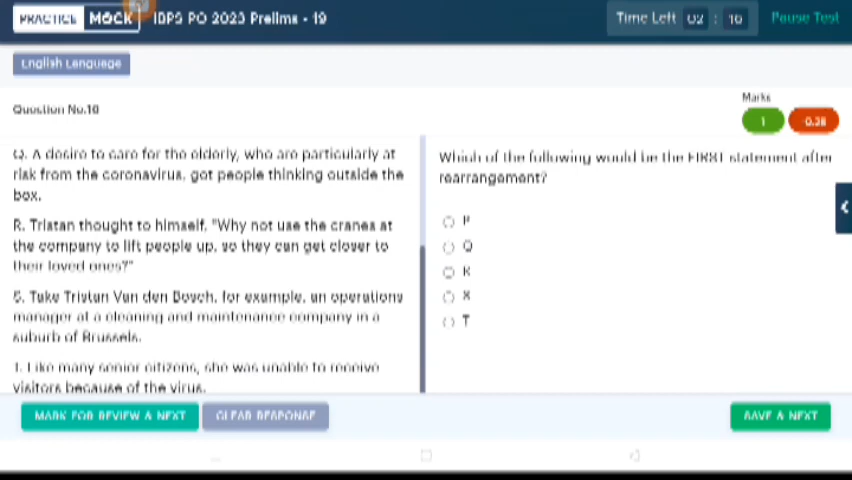 PRACTICE MOCK IBPS PO 2023 Prelims - 19
Time Left 02 : 10
Pause Test
English Language
Question No.10
Marks
1
0.28
Q. A desire to care for the elderly, who are particularly at
risk from the coronavirus, got people thinking outside the
box.
R. Tristan thought to himself, "Why not use the cranes at
the company to lift people up, so they can get closer to
their loved ones?"
S. Take Tristan Van den Bosch, for example, an operations
manager at a cleaning and maintenance company in a
suburb of Brussels.
T. Like many senior citizens, she was unable to receive
visitors because of the virus.
Which of the following would be the FIRST statement after
rearrangement?
P
Q
R
S
T
MARK FOR REVIEW & NEXT
CLEAR RESPONSE
SAVE & NEXT